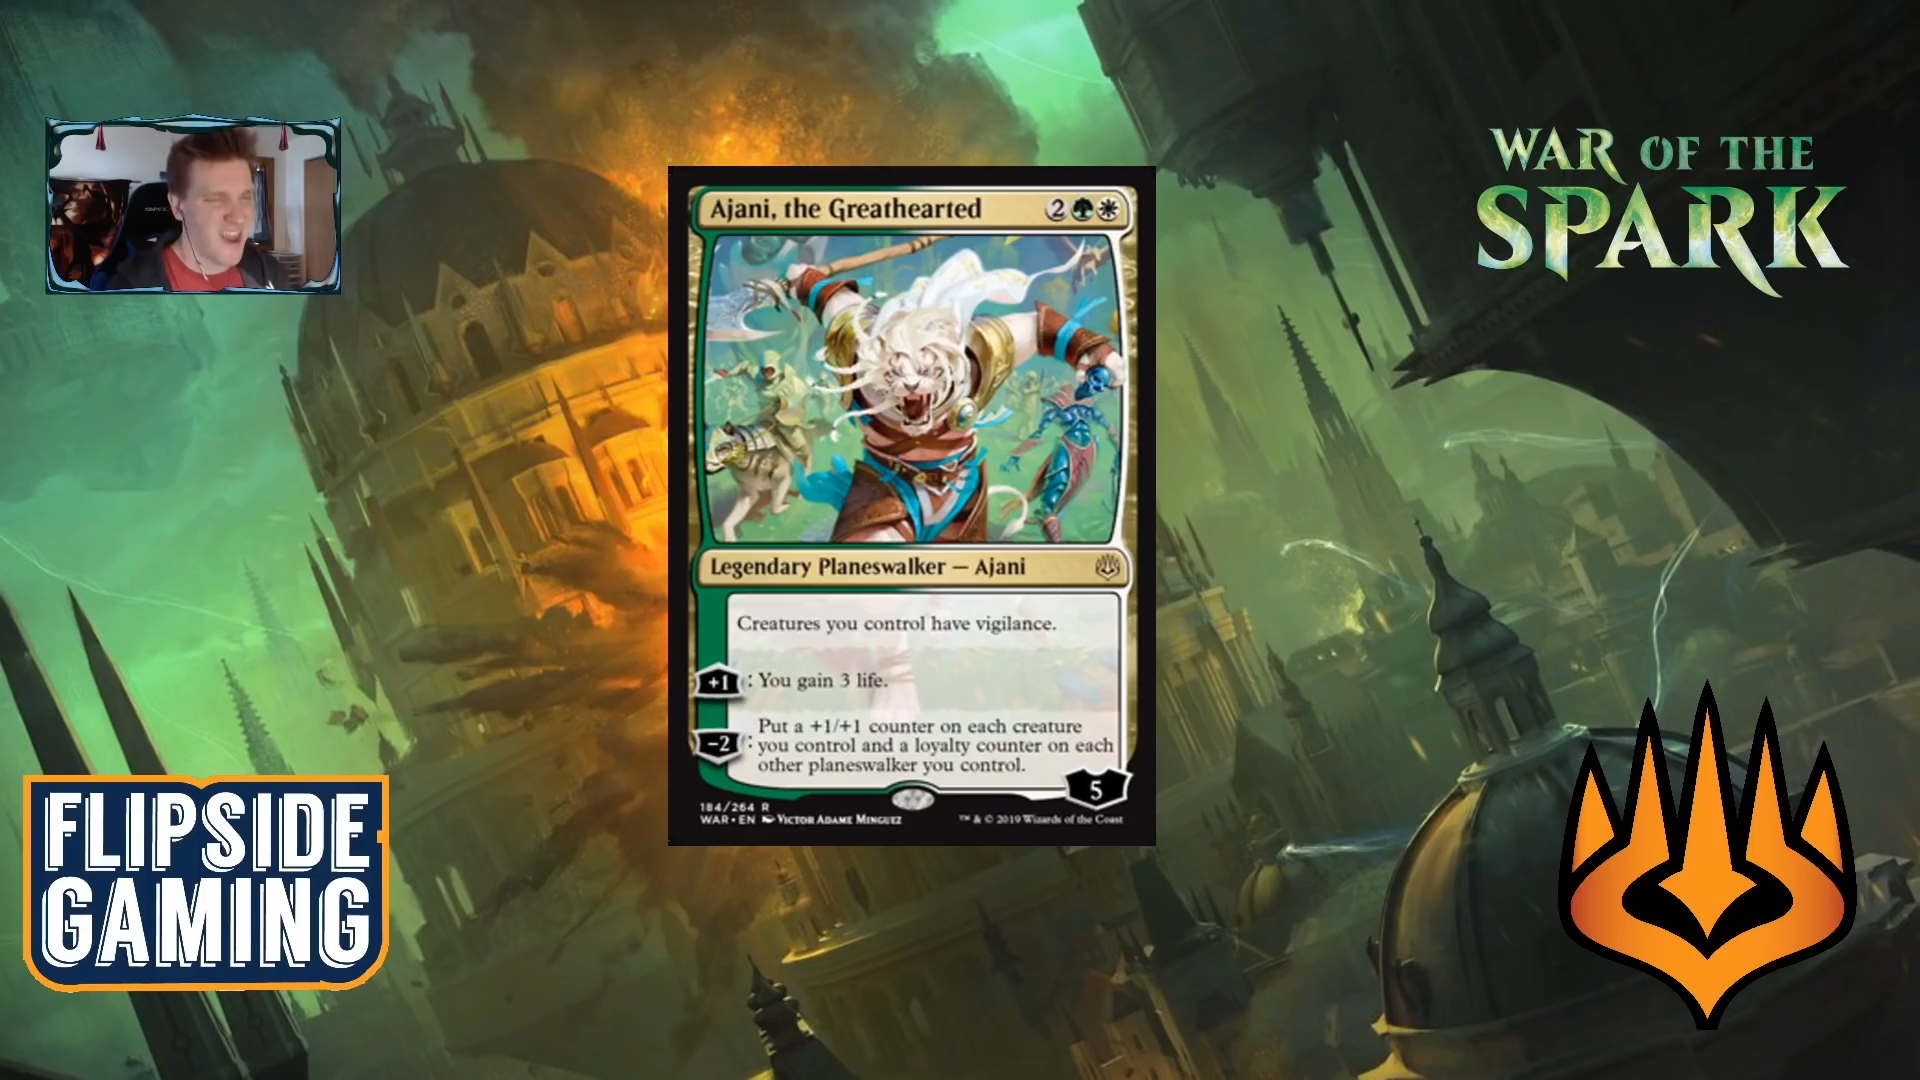 WAR OF THE
SPARK
Ajani, the Greathearted 2
Legendary Planeswalker — Ajani
Creatures you control have vigilance.
+1: You gain 3 life.
−2: Put a +1/+1 counter on each creature
you control and a loyalty counter on each
other planeswalker you control.
5
184/264 R
WAR • EN Victor Adame Minguez
™ & © 2019 Wizards of the Coast
FLIPSIDE
GAMING